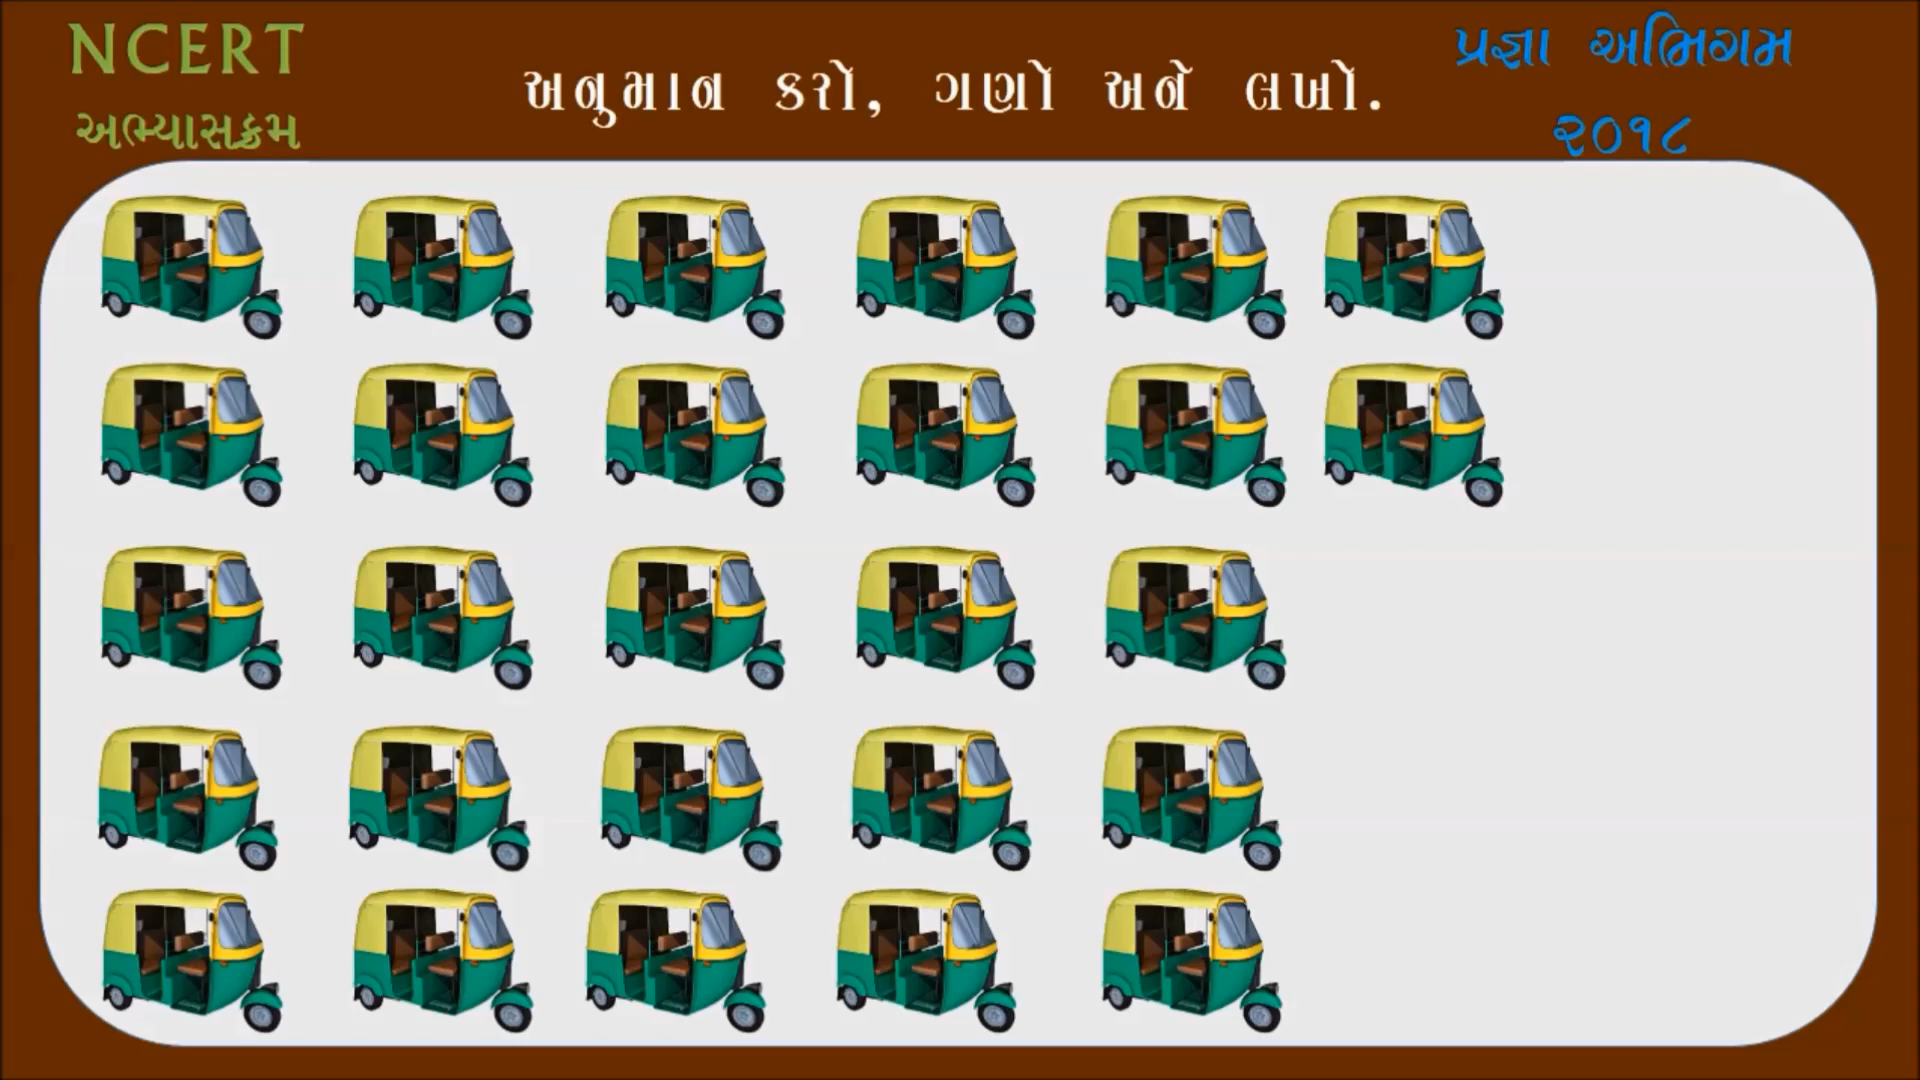 NCERT
અભ્યાસક્રમ
અનુમાન કરો, ગણો અને લખો.
પ્રજ્ઞા અભિગમ
૨૦૧૮